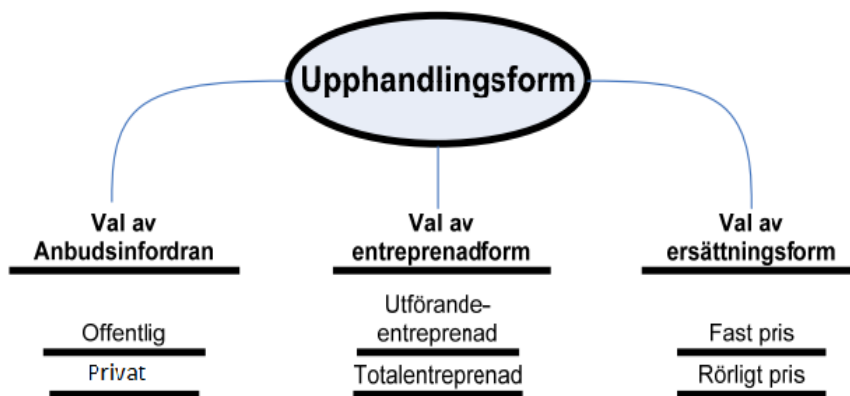 Upphandlingsform
Val av
Anbudsinfordran
Offentlig
Privat
Val av
entreprenadform
Utförande-
entreprenad
Totalentreprenad
Val av
ersättningsform
Fast pris
Rörligt pris